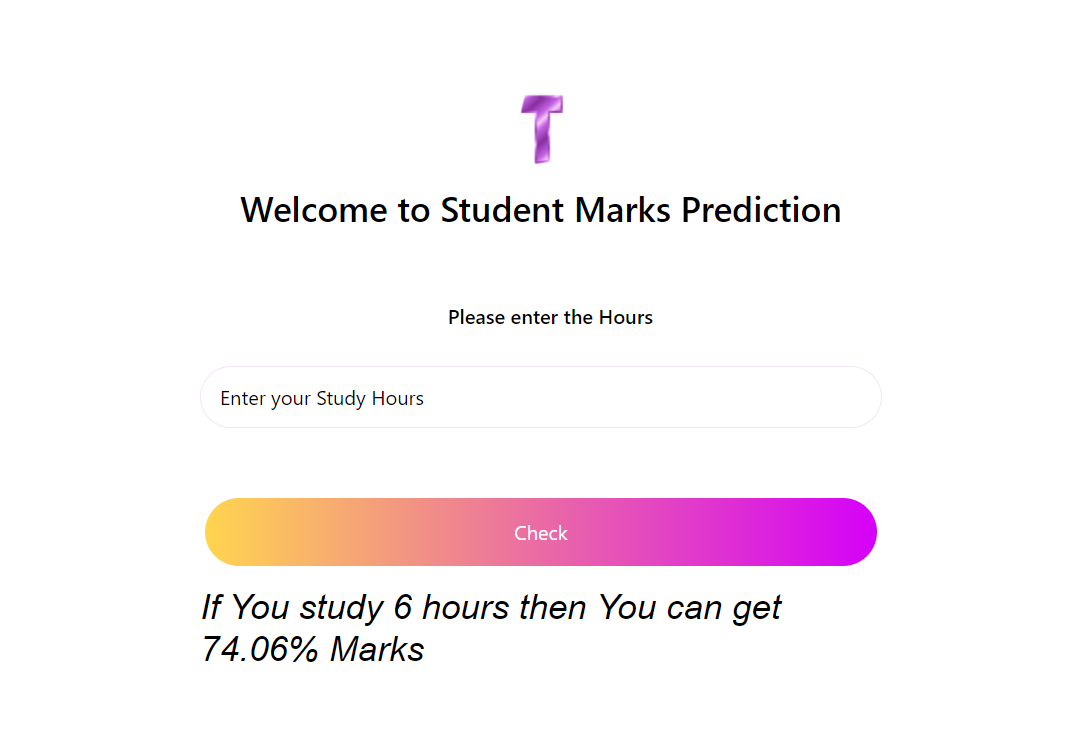 T
Welcome to Student Marks Prediction
Please enter the Hours
Enter your Study Hours
Check
If You study 6 hours then You can get
74.06% Marks